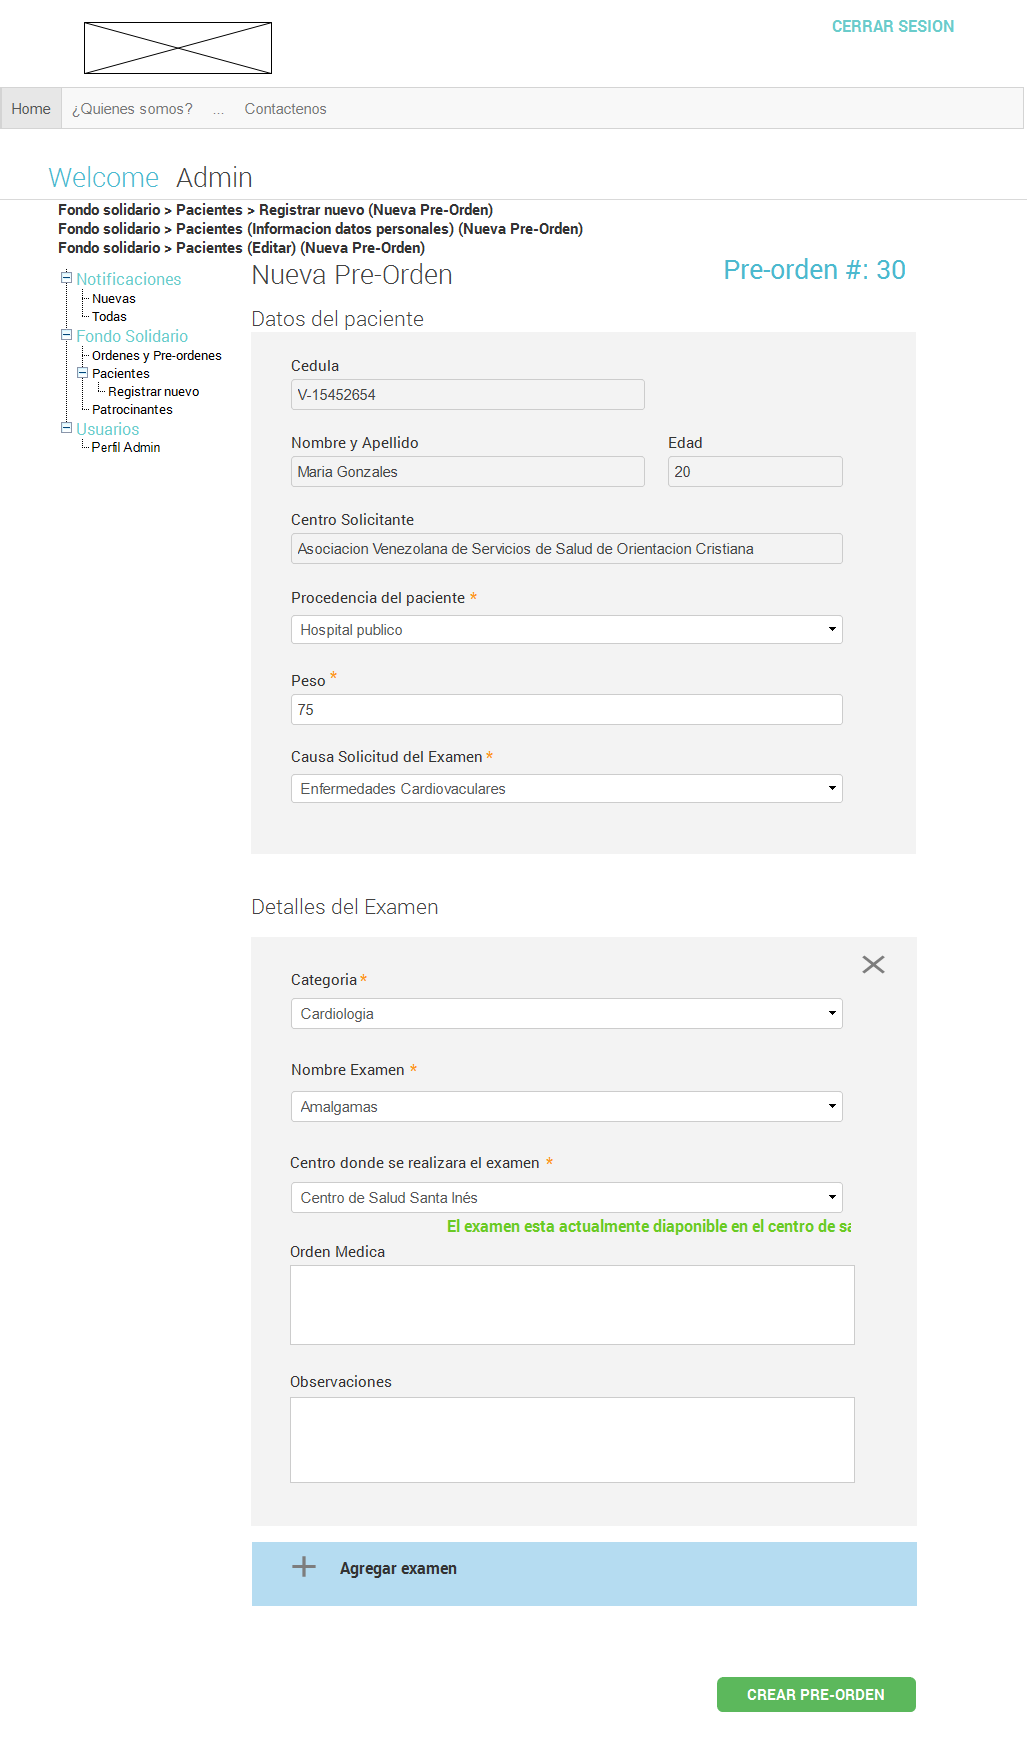 CERRAR SESION
Home ¿Quienes somos? ... Contactenos
Welcome Admin
Fondo solidario > Pacientes > Registrar nuevo (Nueva Pre-Orden)
Fondo solidario > Pacientes (Informacion datos personales) (Nueva Pre-Orden)
Fondo solidario > Pacientes (Editar) (Nueva Pre-Orden)
Notificaciones
Nuevas
Todas
Fondo Solidario
Ordenes y Pre-ordenes
Pacientes
Registrar nuevo
Patrocinantes
Usuarios
Perfil Admin
Nueva Pre-Orden
Pre-orden #: 30
Datos del paciente
Cedula
V-15452654
Nombre y Apellido Edad
Maria Gonzales 20
Centro Solicitante
Asociacion Venezolana de Servicios de Salud de Orientacion Cristiana
Procedencia del paciente *
Hospital publico
Peso *
75
Causa Solicitud del Examen *
Enfermedades Cardiovaculares
Detalles del Examen
Categoria *
Cardiologia
Nombre Examen *
Amalgamas
Centro donde se realizara el examen *
Centro de Salud Santa Inés
El examen esta actualmente diaponible en el centro de sa
Orden Medica
Observaciones
Agregar examen
CREAR PRE-ORDEN